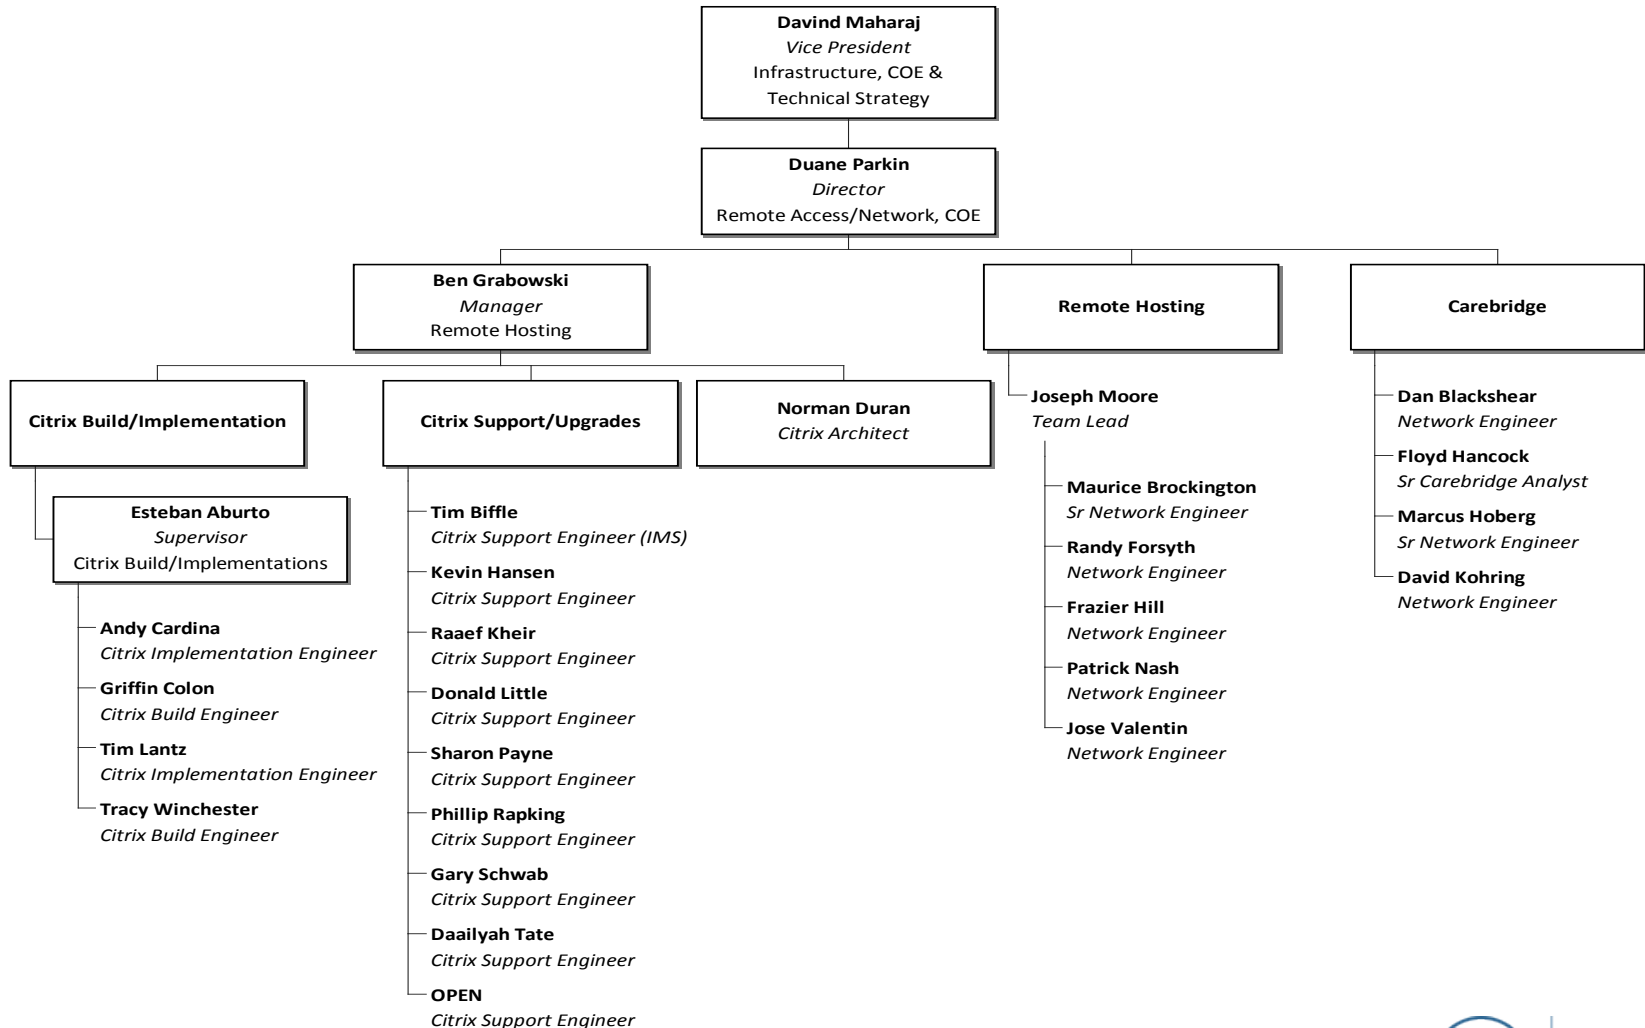 Davind Maharaj
Vice President
Infrastructure, COE &
Technical Strategy
Duane Parkin
Director
Remote Access/Network, COE
Ben Grabowski
Manager
Remote Hosting
Remote Hosting
Carebridge
Citrix Build/Implementation
Citrix Support/Upgrades
Norman Duran
Citrix Architect
Esteban Aburto
Supervisor
Citrix Build/Implementations
Andy Cardina
Citrix Implementation Engineer
Griffin Colon
Citrix Build Engineer
Tim Lantz
Citrix Implementation Engineer
Tracy Winchester
Citrix Build Engineer
Tim Biffle
Citrix Support Engineer (IMS)
Kevin Hansen
Citrix Support Engineer
Raaef Kheir
Citrix Support Engineer
Donald Little
Citrix Support Engineer
Sharon Payne
Citrix Support Engineer
Phillip Rapking
Citrix Support Engineer
Gary Schwab
Citrix Support Engineer
Daailyah Tate
Citrix Support Engineer
OPEN
Citrix Support Engineer
Joseph Moore
Team Lead
Maurice Brockington
Sr Network Engineer
Randy Forsyth
Network Engineer
Frazier Hill
Network Engineer
Patrick Nash
Network Engineer
Jose Valentin
Network Engineer
Dan Blackshear
Network Engineer
Floyd Hancock
Sr Carebridge Analyst
Marcus Hoberg
Sr Network Engineer
David Kohring
Network Engineer